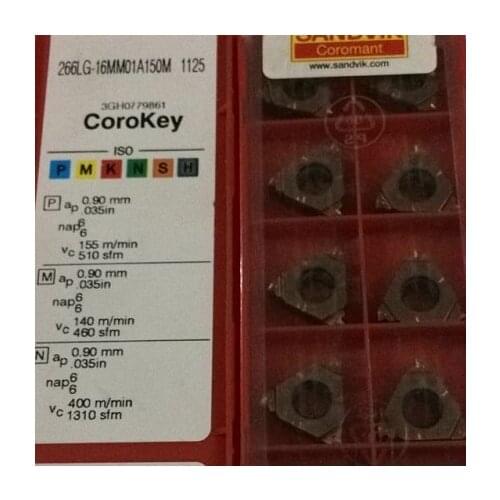 266LG-16MM01A150M 1125
3GH0779861
CoroKey
ISO
P M K N S H
P ap 0.90 mm
.035in
nap 6
6
vc 155 m/min
510 sfm
M ap 0.90 mm
.035in
nap 6
6
vc 140 m/min
460 sfm
N ap 0.90 mm
.035in
nap 6
6
vc 400 m/min
1310 sfm
SANDVIK
Coromant
www.sandvik.com